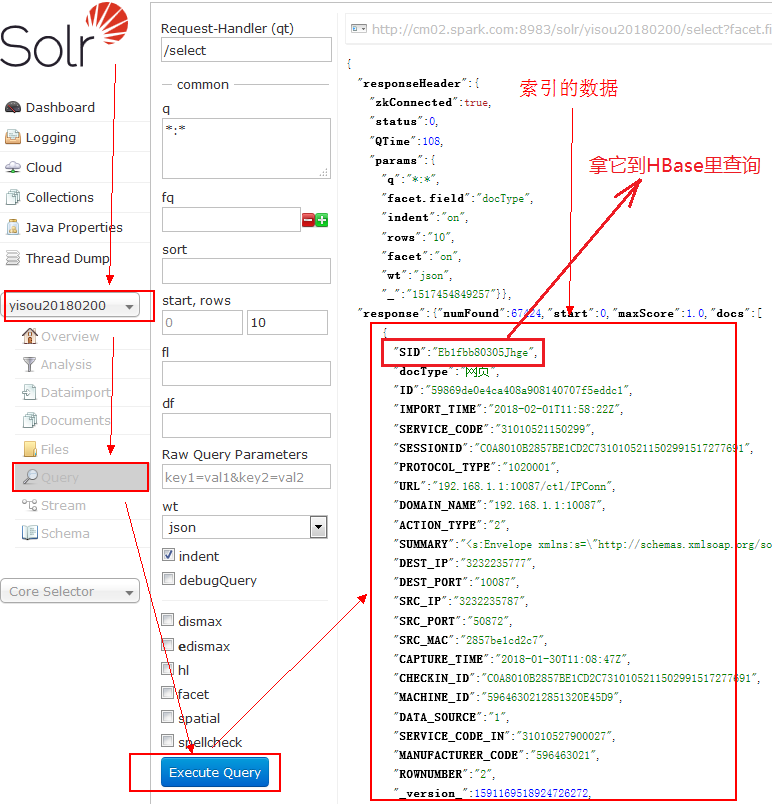 Solr
Dashboard
Logging
Cloud
Collections
Java Properties
Thread Dump
yisou20180200
Overview
Analysis
Dataimport
Documents
Files
Query
Stream
Schema
Core Selector
Request-Handler (qt)
/select
common
q
*:*
fq
sort
start, rows
0
10
fl
df
Raw Query Parameters
key1=val1&key2=val2
wt
json
indent
debugQuery
dismax
edismax
hl
facet
spatial
spellcheck
Execute Query
http://cm02.spark.com:8983/solr/yisou20180200/select?facet.fi
{
"responseHeader":{
"zkConnected":true,
"status":0,
"QTime":108,
"params":{
"q":"*:*",
"facet.field":"docType",
"indent":"on",
"rows":"10",
"facet":"on",
"wt":"json",
"_":"1517454849257"}},
"response":{"numFound":67424,"start":0,"maxScore":1.0,"docs":[
{
"SID":"Eb1fbb80305Jhge",
"docType":"网页",
"ID":"59869de0e4ca408a908140707f5eddc1",
"IMPORT_TIME":"2018-02-01T11:58:22Z",
"SERVICE_CODE":"31010521150299",
"SESSIONID":"C0A8010B2857BE1CD2C731010521150299151727​7691",
"PROTOCOL_TYPE":"1020001",
"URL":"192.168.1.1:10087/ctl/IPConn",
"DOMAIN_NAME":"192.168.1.1:10087",
"ACTION_TYPE":"2",
"SUMMARY":"<s:Envelope xmlns:s=\"http://schemas.xmlsoap.org/so
"DEST_IP":"3232235777",
"DEST_PORT":"10087",
"SRC_IP":"3232235787",
"SRC_PORT":"50872",
"SRC_MAC":"2857be1cd2c7",
"CAPTURE_TIME":"2018-01-30T11:08:47Z",
"CHECKIN_ID":"C0A8010B2857BE1CD2C7310105211502991517277691",
"MACHINE_ID":"5964630212851320E45D9",
"DATA_SOURCE":"1",
"SERVICE_CODE_IN":"31010527900027",
"MANUFACTURER_CODE":"596463021",
"ROWNUMBER":"2",
"_version_":1591169518924726272,
索引的数据
拿它到HBase里查询